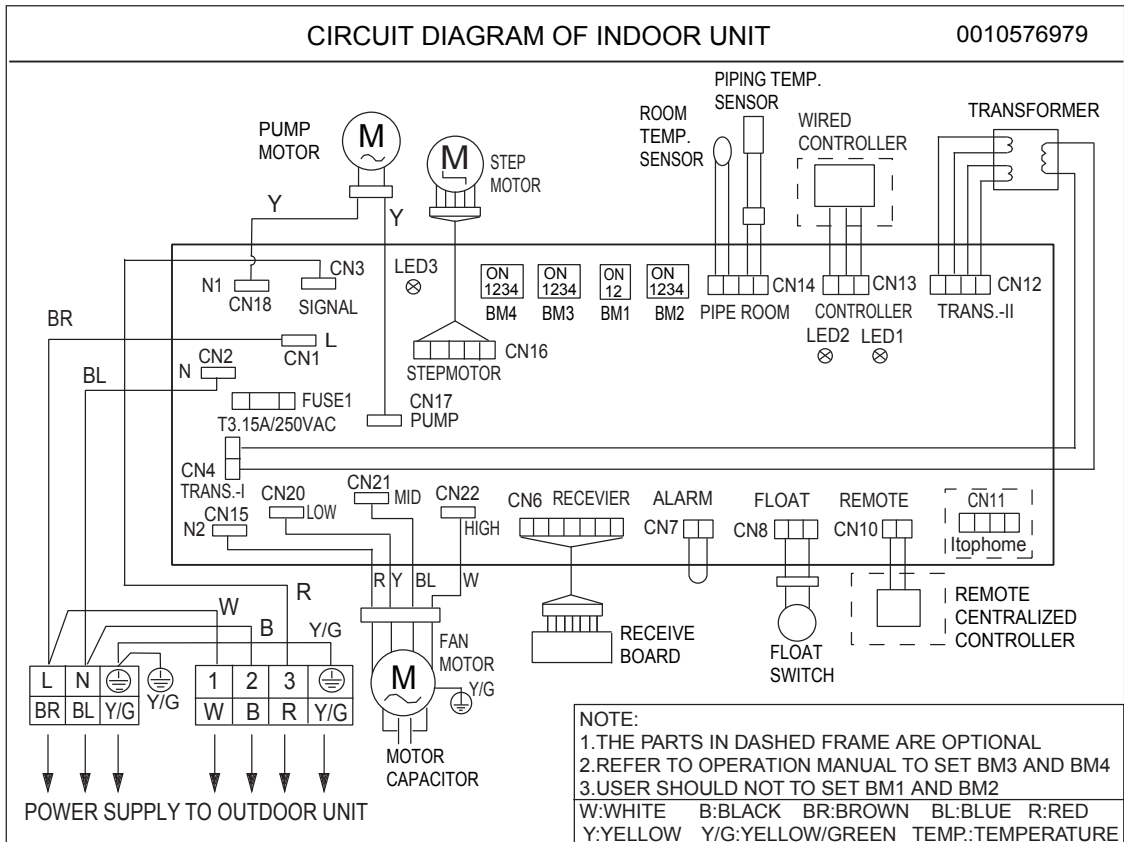 CIRCUIT DIAGRAM OF INDOOR UNIT 0010576979
PIPING TEMP.
SENSOR
ROOM
TEMP.
SENSOR
WIRED
CONTROLLER
TRANSFORMER
PUMP
MOTOR
M
M
STEP
MOTOR
Y
Y
N1
CN18
CN3
SIGNAL
LED3
ON
1234
BM4
ON
1234
BM3
ON
12
BM1
ON
1234
BM2
CN14
PIPE ROOM
CN13
CONTROLLER
CN12
TRANS.-II
LED2
LED1
BR
L
CN1
BL
CN2
N
CN16
STEPMOTOR
FUSE1
T3.15A/250VAC
CN17
PUMP
CN4
TRANS.-I
CN20
LOW
CN21
MID
CN22
HIGH
N2
CN15
CN6 RECEVIER
ALARM
CN7
FLOAT
CN8
REMOTE
CN10
CN11
Itophome
R Y BL W
R
W
B
Y/G
FAN
MOTOR
M
Y/G
RECEIVE
BOARD
FLOAT
SWITCH
REMOTE
CENTRALIZED
CONTROLLER
L N
BR BL Y/G
Y/G
1 2 3
W B R Y/G
MOTOR
CAPACITOR
POWER SUPPLY TO OUTDOOR UNIT
NOTE:
1.THE PARTS IN DASHED FRAME ARE OPTIONAL
2.REFER TO OPERATION MANUAL TO SET BM3 AND BM4
3.USER SHOULD NOT TO SET BM1 AND BM2
W:WHITE B:BLACK BR:BROWN BL:BLUE R:RED
Y:YELLOW Y/G:YELLOW/GREEN TEMP.:TEMPERATURE